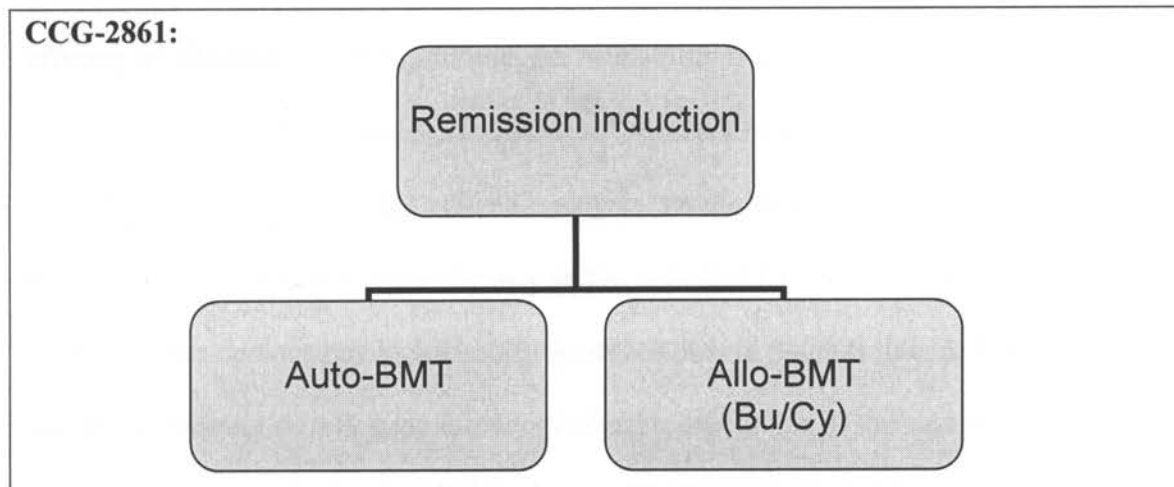 CCG-2861:
Remission induction
Auto-BMT
Allo-BMT
(Bu/Cy)